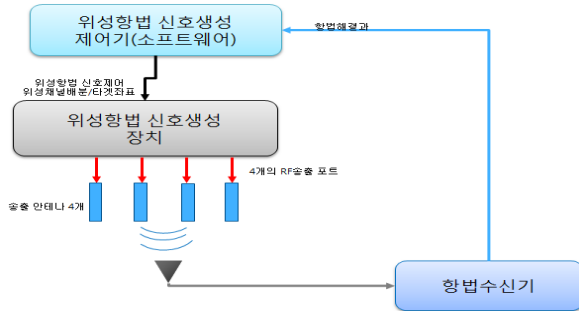 위성항법 신호생성
제어기(소프트웨어)
항법해결과
위성항법 신호제어
위성채널배분/타겟좌표
위성항법 신호생성
장치
4개의 RF송출 포트
송출 안테나 4개
항법수신기